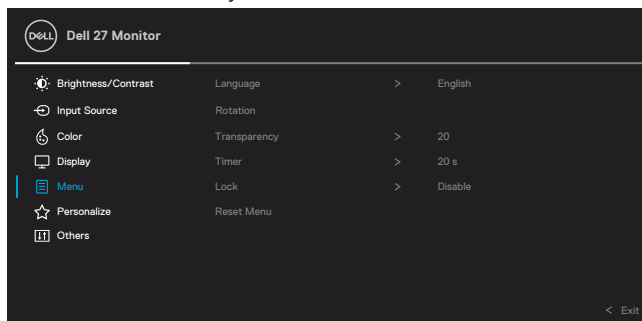 DELL Dell 27 Monitor
Brightness/Contrast Language > English
Input Source Rotation
Color Transparency > 20
Display Timer > 20 s
Menu Lock > Disable
Personalize Reset Menu
Others
< Exit